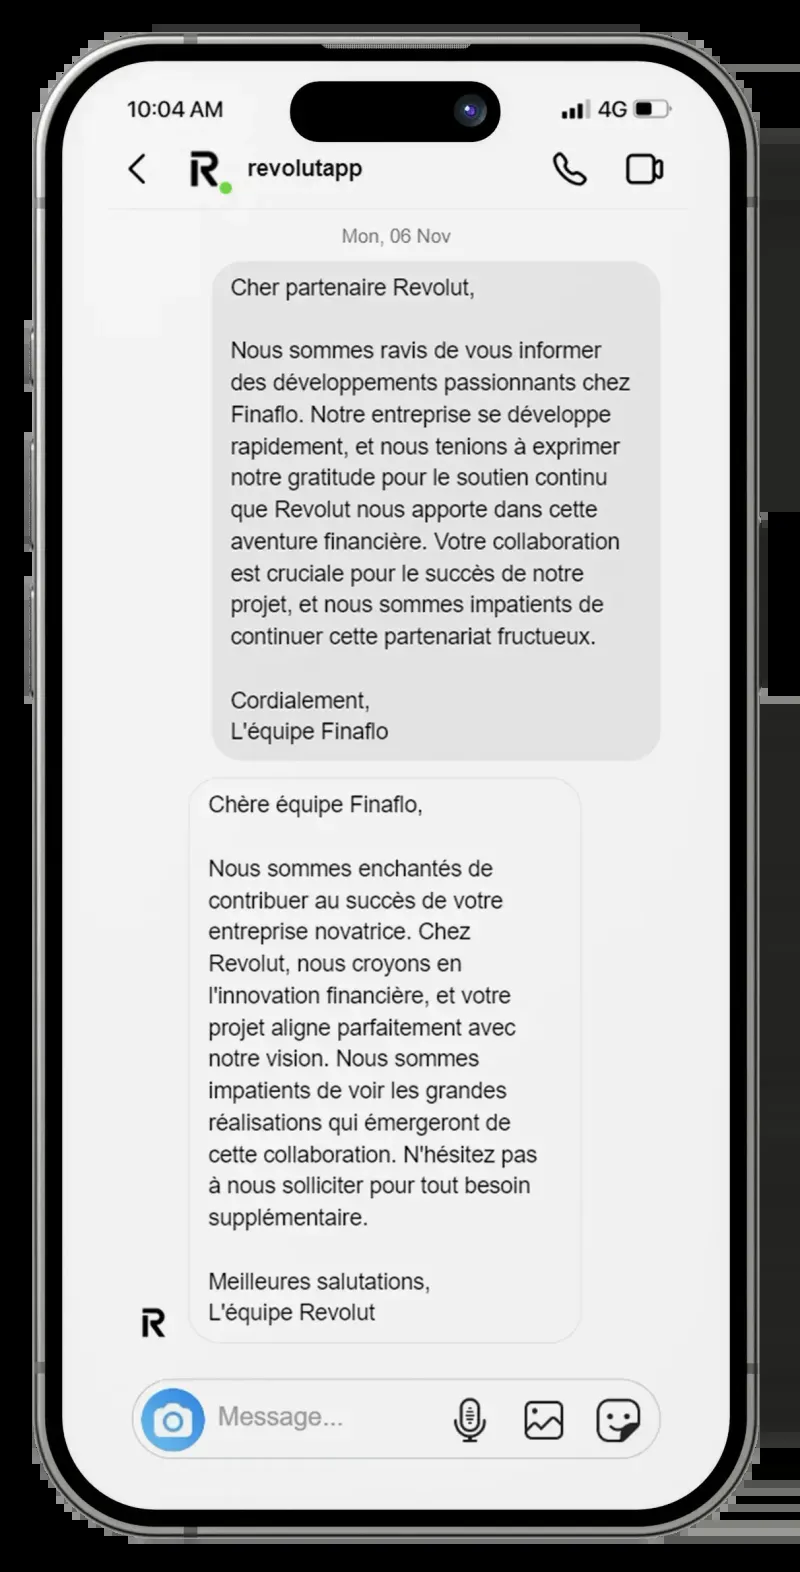 10:04 AM
4G
revolutapp
Mon, 06 Nov
Cher partenaire Revolut,
Nous sommes ravis de vous informer
des développements passionnants chez
Finaflo. Notre entreprise se développe
rapidement, et nous tenions à exprimer
notre gratitude pour le soutien continu
que Revolut nous apporte dans cette
aventure financière. Votre collaboration
est cruciale pour le succès de notre
projet, et nous sommes impatients de
continuer cette partenariat fructueux.
Cordialement,
L'équipe Finaflo
Chère équipe Finaflo,
Nous sommes enchantés de
contribuer au succès de votre
entreprise novatrice. Chez
Revolut, nous croyons en
l'innovation financière, et votre
projet aligne parfaitement avec
notre vision. Nous sommes
impatients de voir les grandes
réalisations qui émergeront de
cette collaboration. N'hésitez pas
à nous solliciter pour tout besoin
supplémentaire.
Meilleures salutations,
L'équipe Revolut
R
Message...